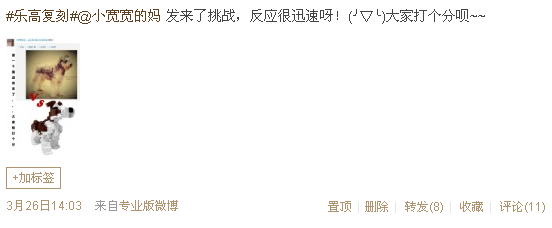 #乐高复刻#@小宽宽的妈 发来了挑战，反应很迅速呀！(╯▽╰)大家打个分呗~~
VS
+加标签
3月26日14:03 来自专业版微博
置顶 | 删除 | 转发(8) | 收藏 | 评论(11)